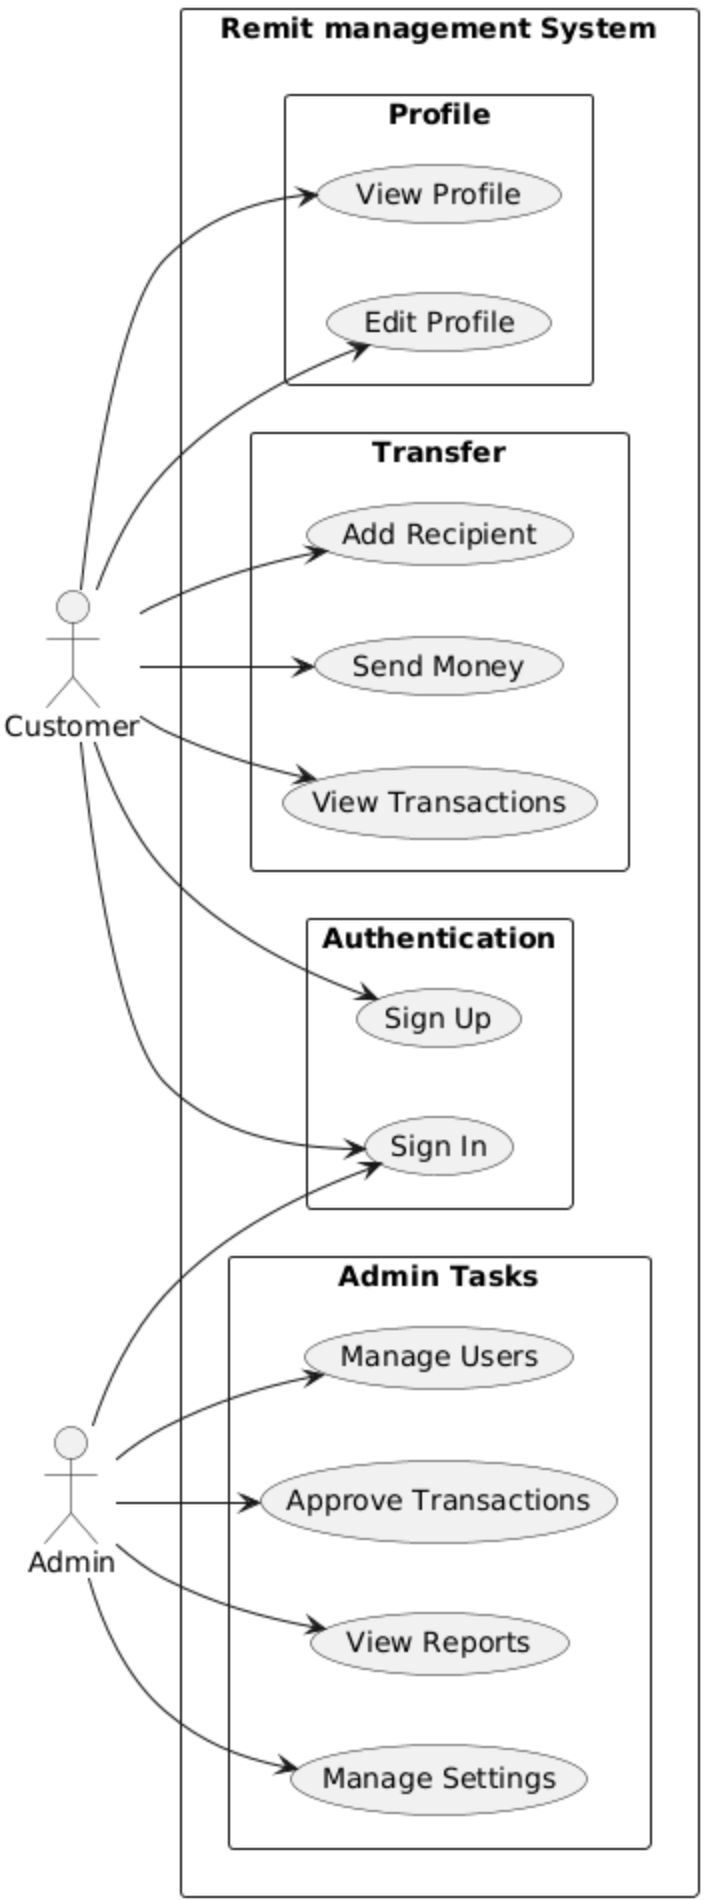 Remit management System
Profile
View Profile
Edit Profile
Transfer
Add Recipient
Send Money
Customer
View Transactions
Authentication
Sign Up
Sign In
Admin Tasks
Manage Users
Approve Transactions
Admin
View Reports
Manage Settings